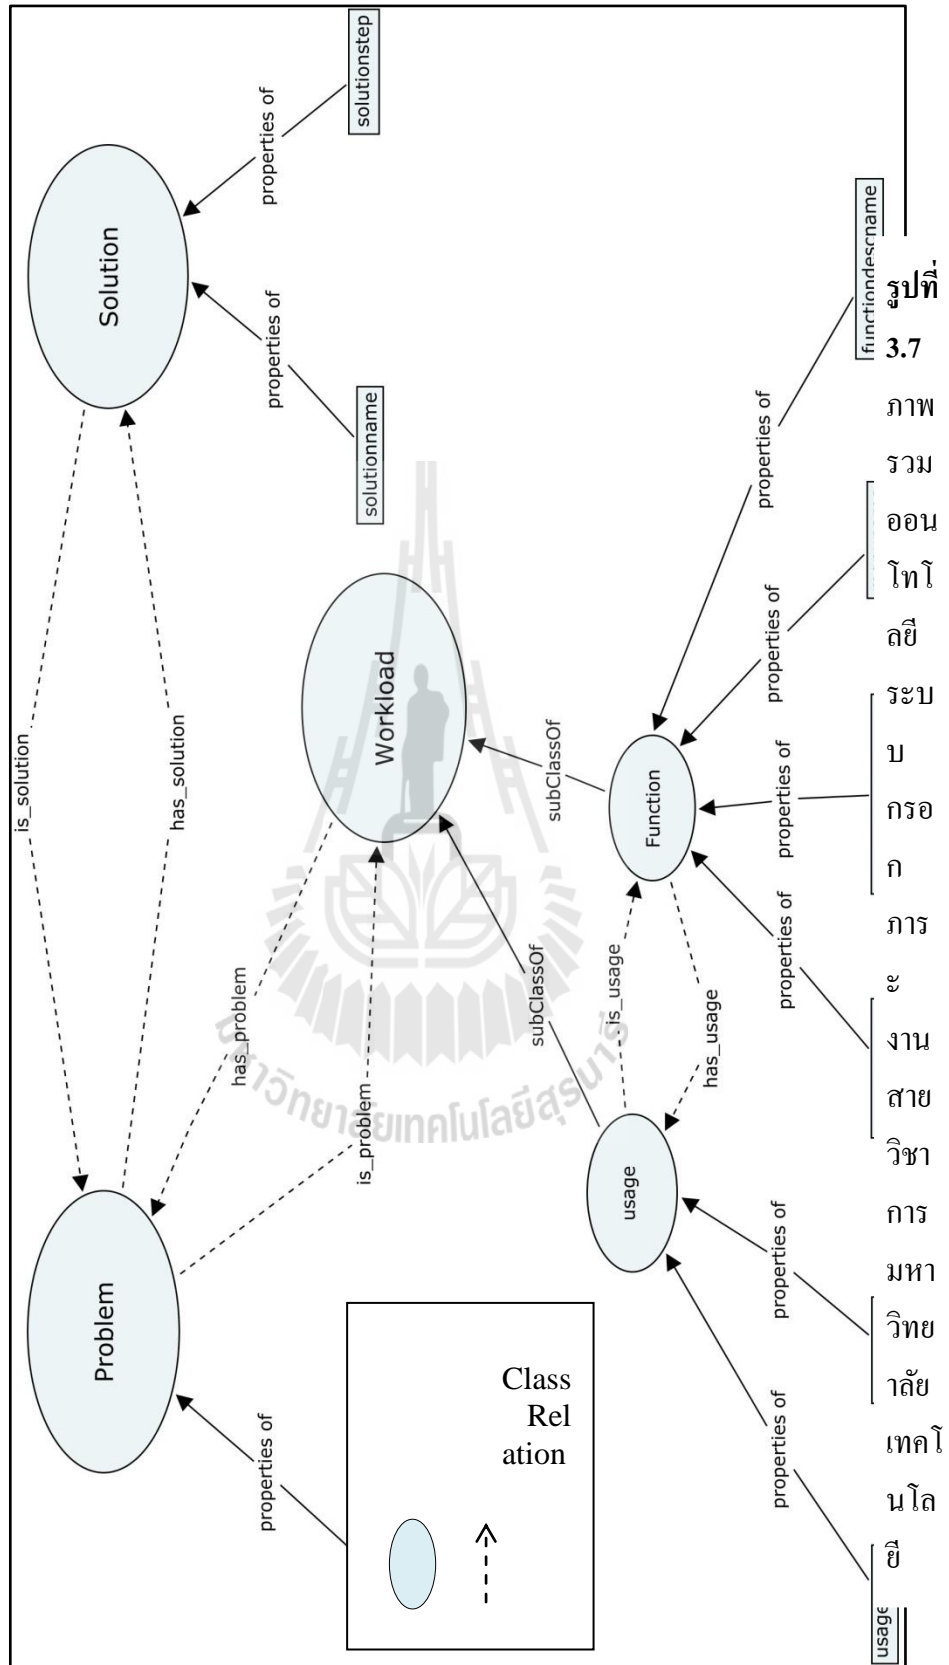 solutionstep
properties of
Solution
properties of
solutionname
is_solution
has_solution
Workload
subClassOf
subClassOf
has_problem
is_problem
Problem
properties of
functiondescname
properties of
properties of
properties of
properties of
Function
is_usage
has_usage
usage
properties of
properties of
usage
Class
Rel
ation
มหาวิทยาลัยเทคโนโลยีสุรนารี
รูปที่
3.7
ภาพ
รวม
ออน
โทโ
ลยี
ระบ
บ
กรอ
ก
ภาร
ะ
งาน
สาย
วิชา
การ
มหา
วิทย
าลัย
เทคโ
นโล
ยี